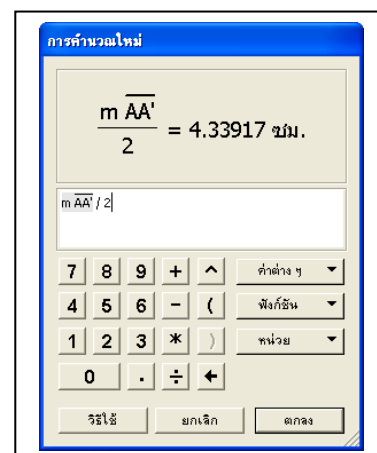 การคำนวณใหม่
m AA'
2
= 4.33917 ซม.
m AA' / 2
7 8 9 + ^ ค่าต่าง ๆ
4 5 6 - ( ฟังก์ชัน
1 2 3 * ) หน่วย
0 . ÷
วิธีใช้ ยกเลิก ตกลง